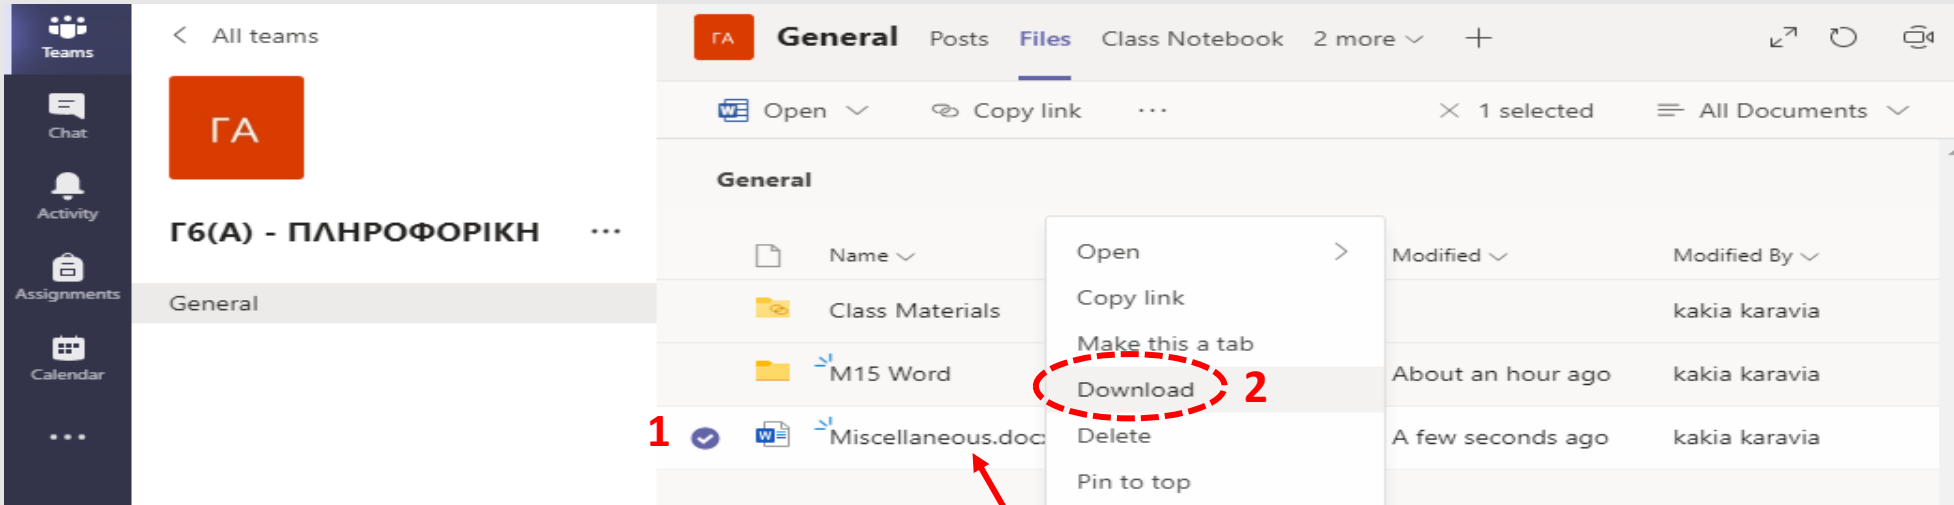 Teams
Chat
Activity
Assignments
Calendar
All teams
ΓΑ
Γ6(Α) - ΠΛΗΡΟΦΟΡΙΚΗ ...
General
ΓΑ General Posts Files Class Notebook 2 more
Open Copy link ... 1 selected All Documents
General
Name Modified Modified By
Class Materials kakia karavia
M15 Word About an hour ago kakia karavia
1 Miscellaneous.docx A few seconds ago kakia karavia
Open
Copy link
Make this a tab
Download 2
Delete
Pin to top